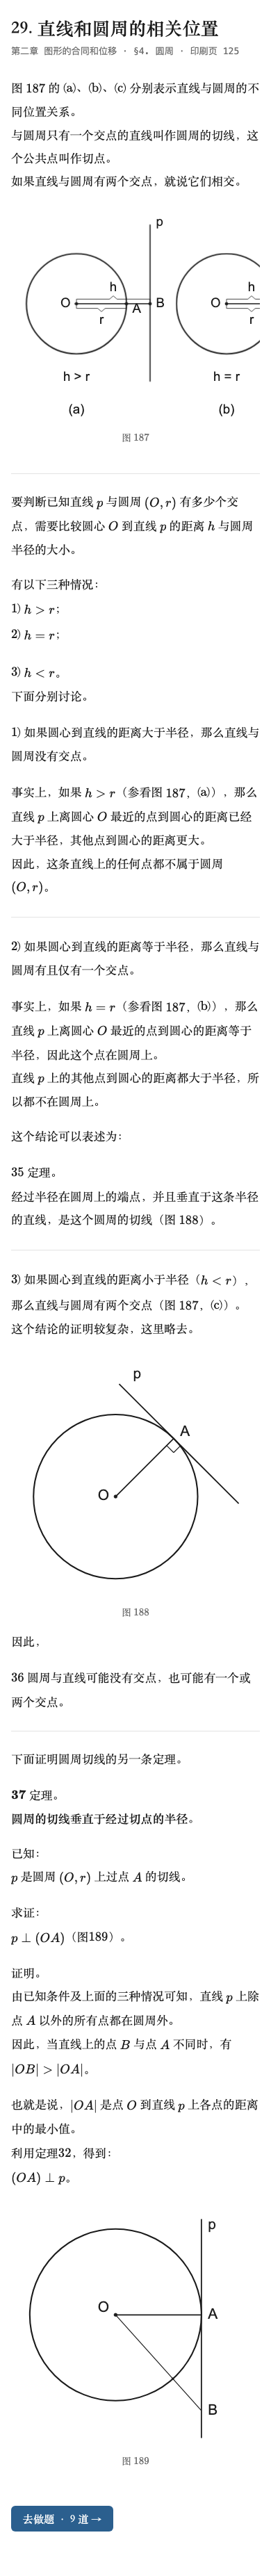 29. 直线和圆周的相关位置
第二章 图形的合同和位移 · §4. 圆周 · 印刷页 125
图 187 的 (a)、(b)、(c) 分别表示直线与圆周的不
同位置关系。
与圆周只有一个交点的直线叫作圆周的切线，这
个公共点叫作切点。
如果直线与圆周有两个交点，就说它们相交。
p
h
h
O
A
B
O
r
r
h > r
h = r
(a)
(b)
图 187
要判断已知直线 p 与圆周 (O, r) 有多少个交
点，需要比较圆心 O 到直线 p 的距离 h 与圆周
半径的大小。
有以下三种情况：
1) h > r；
2) h = r；
3) h < r。
下面分别讨论。
1) 如果圆心到直线的距离大于半径，那么直线与
圆周没有交点。
事实上，如果 h > r（参看图 187，(a)），那么
直线 p 上离圆心 O 最近的点到圆心的距离已经
大于半径，其他点到圆心的距离更大。
因此，这条直线上的任何点都不属于圆周
(O, r)。
2) 如果圆心到直线的距离等于半径，那么直线与
圆周有且仅有一个交点。
事实上，如果 h = r（参看图 187，(b)），那么
直线 p 上离圆心 O 最近的点到圆心的距离等于
半径，因此这个点在圆周上。
直线 p 上的其他点到圆心的距离都大于半径，所
以都不在圆周上。
这个结论可以表述为：
35 定理。
经过半径在圆周上的端点，并且垂直于这条半径
的直线，是这个圆周的切线（图 188）。
3) 如果圆心到直线的距离小于半径（h < r），
那么直线与圆周有两个交点（图 187，(c)）。
这个结论的证明较复杂，这里略去。
p
A
O
图 188
因此，
36 圆周与直线可能没有交点，也可能有一个或
两个交点。
下面证明圆周切线的另一条定理。
37 定理。
圆周的切线垂直于经过切点的半径。
已知：
p 是圆周 (O, r) 上过点 A 的切线。
求证：
p ⊥ (OA)（图189）。
证明。
由已知条件及上面的三种情况可知，直线 p 上除
点 A 以外的所有点都在圆周外。
因此，当直线上的点 B 与点 A 不同时，有
|OB| > |OA|。
也就是说，|OA| 是点 O 到直线 p 上各点的距离
中的最小值。
利用定理32，得到：
(OA) ⊥ p。
p
O
A
B
图 189
去做题 · 9 道 →